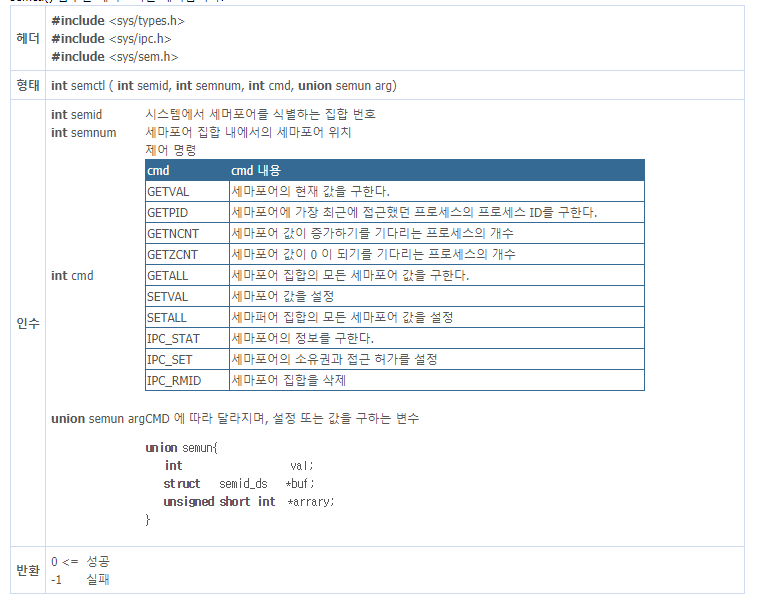 헤더
#include <sys/types.h>
#include <sys/ipc.h>
#include <sys/sem.h>
형태
int semctl ( int semid, int semnum, int cmd, union semun arg)
인수
int semid 시스템에서 세머포어를 식별하는 집합 번호
int semnum 세마포어 집합 내에서의 세마포어 위치
int cmd
제어 명령
cmd cmd 내용
GETVAL 세마포어의 현재 값을 구한다.
GETPID 세마포어에 가장 최근에 접근했던 프로세스의 프로세스 ID를 구한다.
GETNCNT 세마포어 값이 증가하기를 기다리는 프로세스의 개수
GETZCNT 세마포어 값이 0 이 되기를 기다리는 프로세스의 개수
GETALL 세마포어 집합의 모든 세마포어 값을 구한다.
SETVAL 세마포어 값을 설정
SETALL 세마퍼어 집합의 모든 세마포어 값을 설정
IPC_STAT 세마포어의 정보를 구한다.
IPC_SET 세마포어의 소유권과 접근 허가를 설정
IPC_RMID 세마포어 집합을 삭제
union semun argCMD 에 따라 달라지며, 설정 또는 값을 구하는 변수
union semun{
int val;
struct semid_ds *buf;
unsigned short int *arrary;
}
반환
0 <= 성공
-1 실패